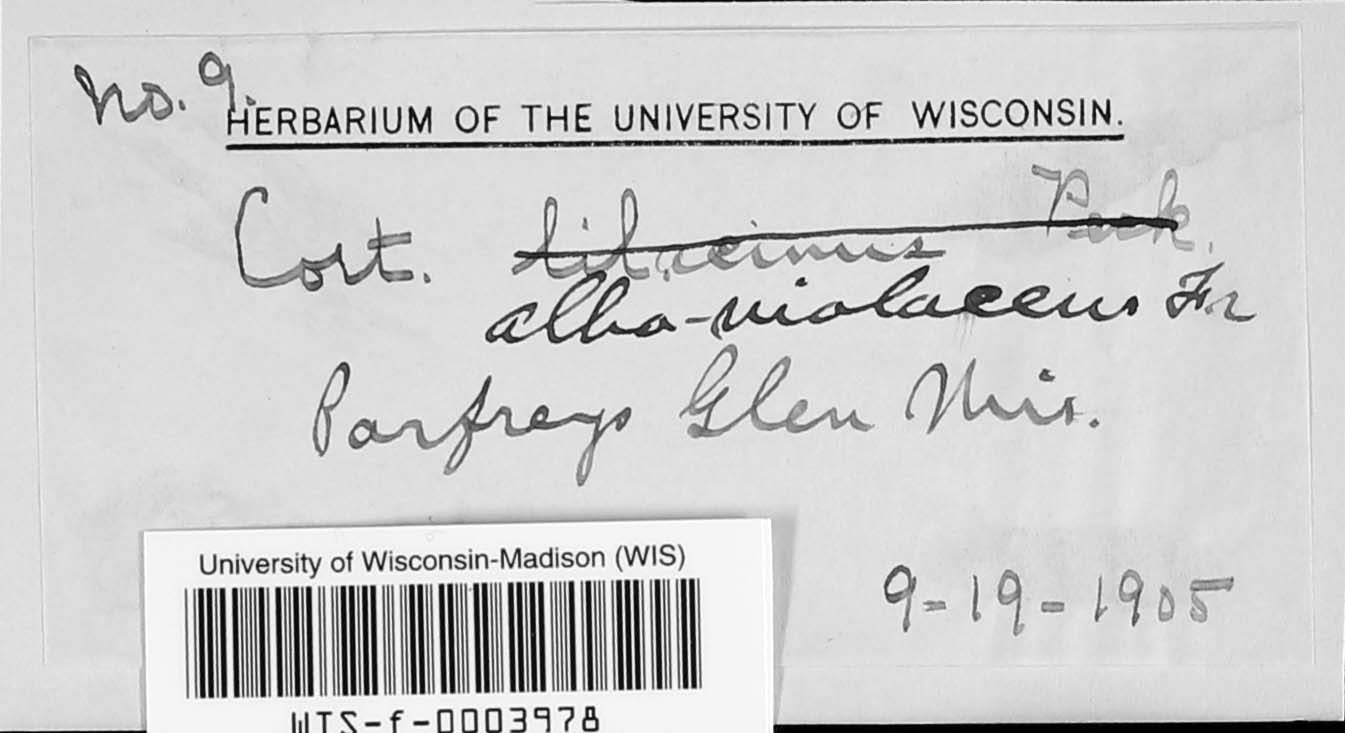 No. 9.
HERBARIUM OF THE UNIVERSITY OF WISCONSIN.
Cort. lilacinus Peck.
albo-violaceus Fr
Parfreys Glen Wis.
University of Wisconsin-Madison (WIS)
9-19-1905
WIS-f-0003978